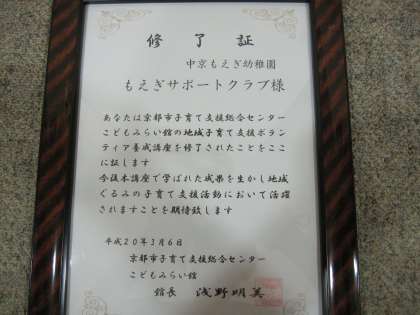 修了証
中京もえぎ幼稚園
もえぎサポートクラブ様
あなたは京都市子育て支援総合センター
こどもみらい館の地域子育て支援ボラン
ティア養成講座を修了されたことをここ
に証します
今後本講座で学ばれた成果を生かし地域
ぐるみの子育て支援活動において活躍
されますことを期待致します
平成20年3月6日
京都市子育て支援総合センター
こどもみらい館
館長 浅野明美